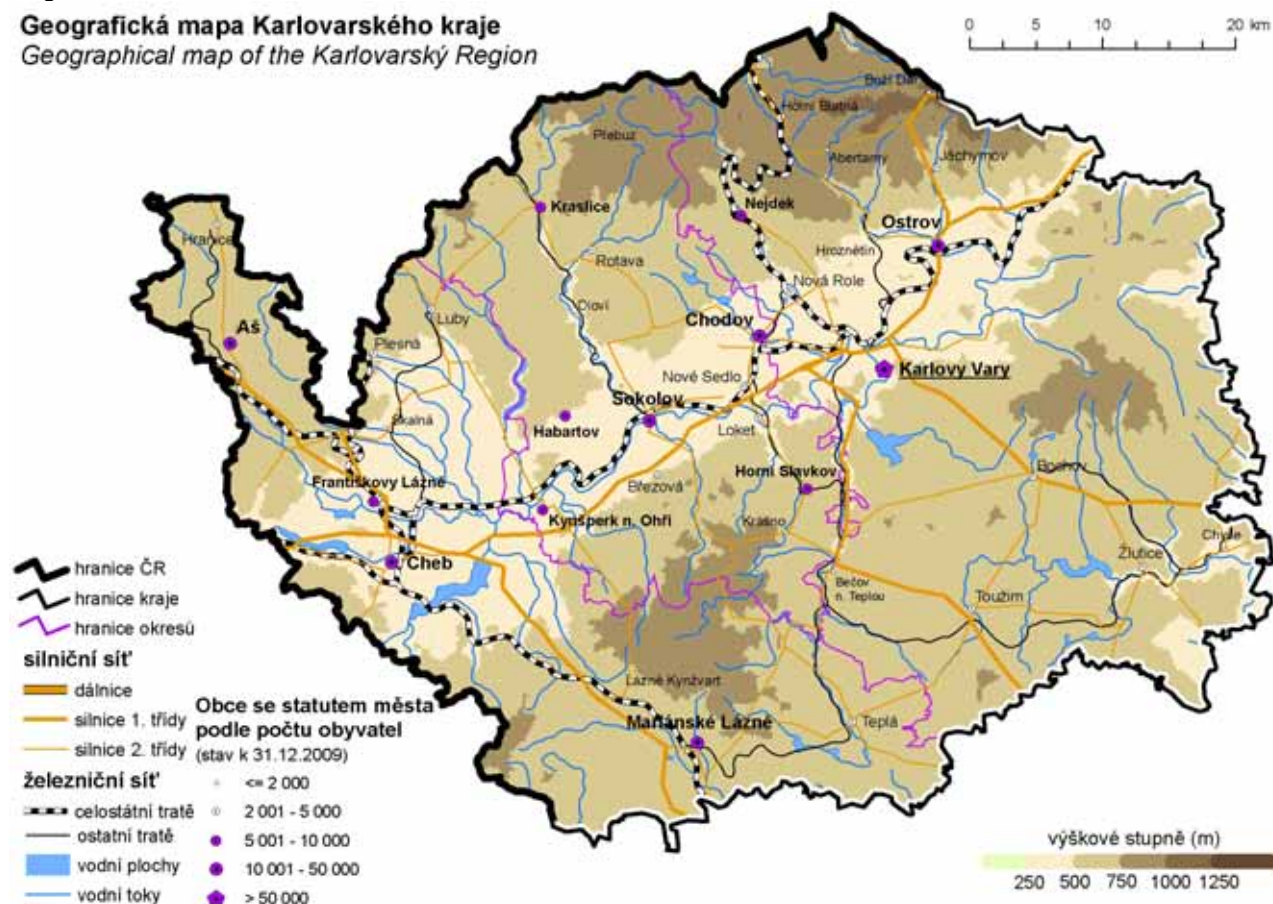 Geografická mapa Karlovarského kraje
Geographical map of the Karlovarský Region
0 5 10 20 km
Boží Dar
Horní Blatná
Přebuz
Abertamy
Jáchymov
Kraslice
Nejdek
Ostrov
Hranice
Hroznětín
Rotava
Nová Role
Oloví
Luby
Chodov
Aš
Plesná
Nové Sedlo
Karlovy Vary
Skalná
Sokolov
Habartov
Loket
Františkovy Lázně
Březová
Horní Slavkov
Bochov
Kynšperk n. Ohří
Krásno
Chyše
Cheb
Žlutice
Bečov
n. Teplou
Toužim
Lázně Kynžvart
Mariánské Lázně
Teplá
hranice ČR
hranice kraje
hranice okresů
silniční síť
dálnice
silnice 1. třídy
silnice 2. třídy
železniční síť
celostátní tratě
ostatní tratě
vodní plochy
vodní toky
Obce se statutem města
podle počtu obyvatel
(stav k 31.12.2009)
<= 2 000
2 001 - 5 000
5 001 - 10 000
10 001 - 50 000
> 50 000
výškové stupně (m)
250 500 750 1000 1250